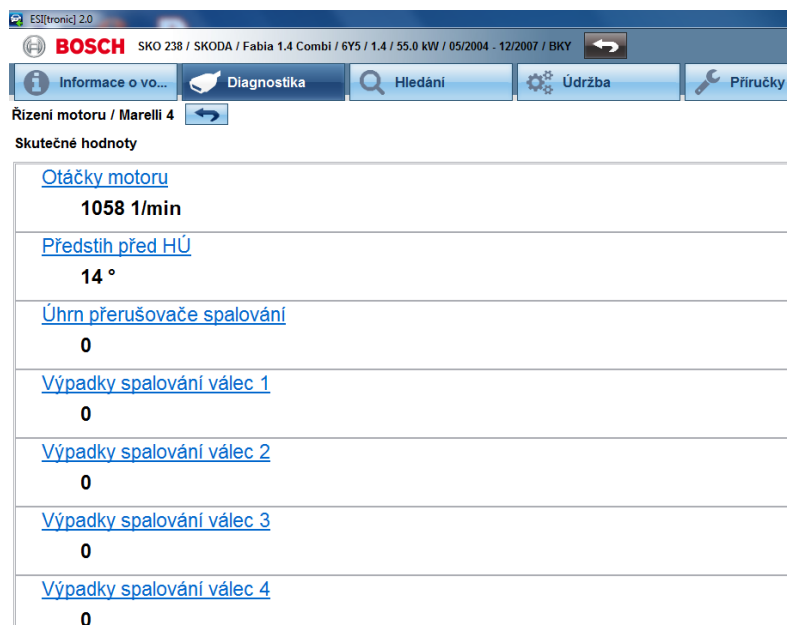 ESI[tronic] 2.0
BOSCH SKO 238 / SKODA / Fabia 1.4 Combi / 6Y5 / 1.4 / 55.0 kW / 05/2004 - 12/2007 / BKY
Informace o vo... Diagnostika Hledání Údržba Příručky
Řízení motoru / Marelli 4
Skutečné hodnoty
Otáčky motoru
1058 1/min
Předstih před HÚ
14 °
Úhrn přerušovače spalování
0
Výpadky spalování válec 1
0
Výpadky spalování válec 2
0
Výpadky spalování válec 3
0
Výpadky spalování válec 4
0